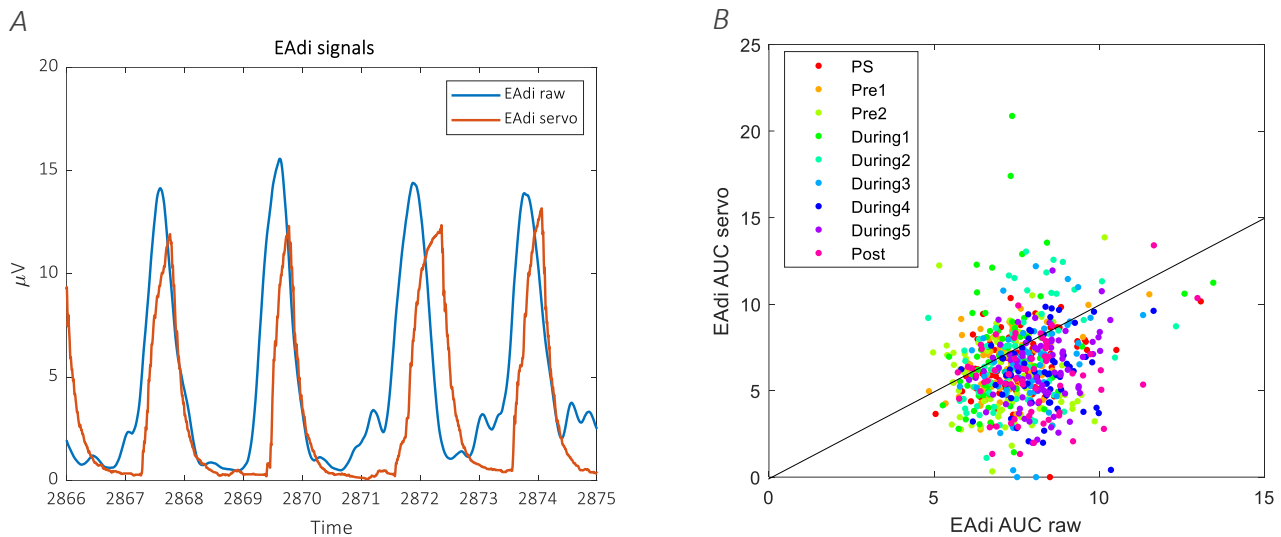 A
EAdi signals
20
15
10
5
0
μV
EAdi raw
EAdi servo
2866 2867 2868 2869 2870 2871 2872 2873 2874 2875
Time
B
25
20
15
10
5
0
EAdi AUC servo
PS
Pre1
Pre2
During1
During2
During3
During4
During5
Post
0 5 10 15
EAdi AUC raw